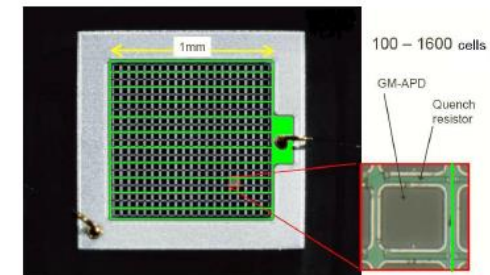 1mm
100 – 1600 cells
GM-APD
Quench
resistor